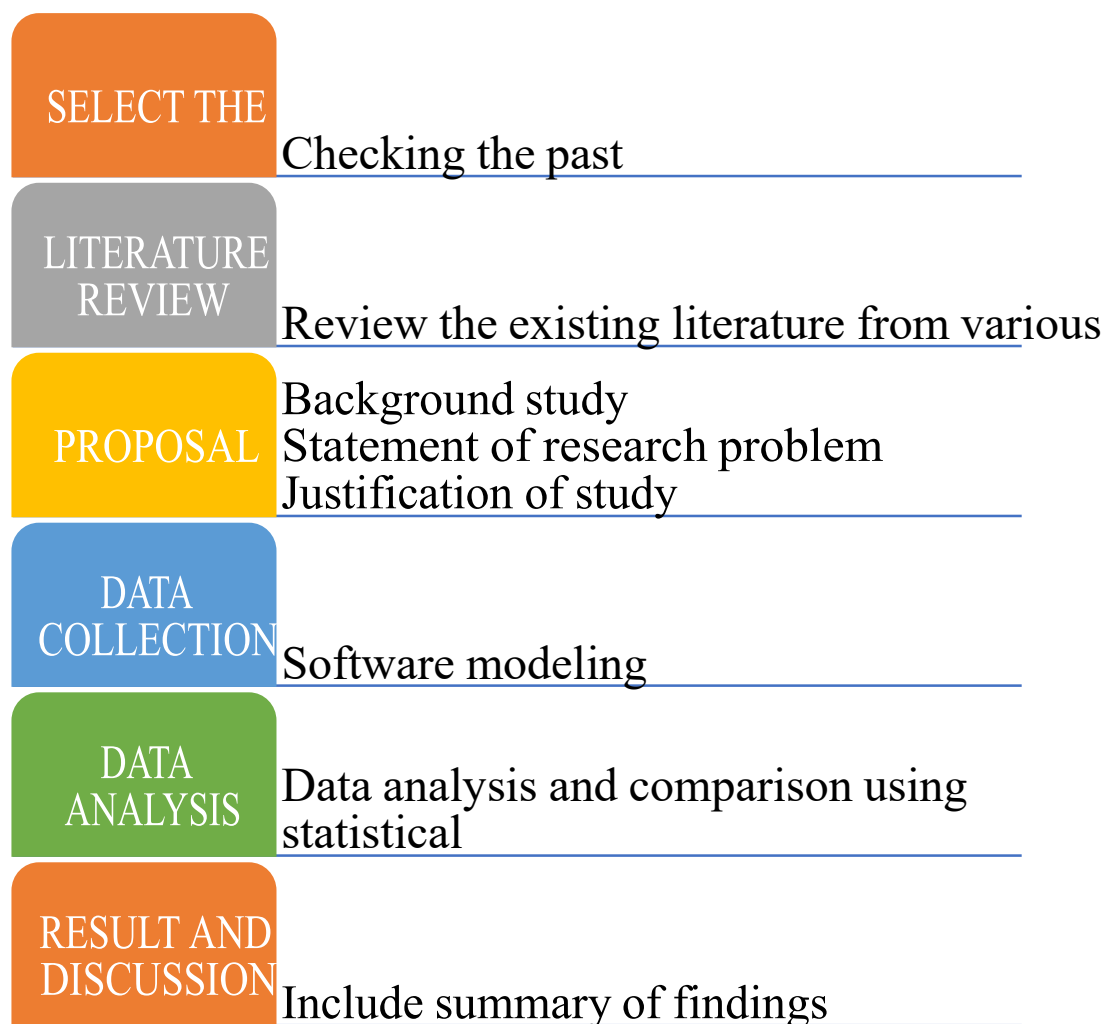 SELECT THE
Checking the past
LITERATURE
REVIEW
Review the existing literature from various
PROPOSAL
Background study
Statement of research problem
Justification of study
DATA
COLLECTION
Software modeling
DATA
ANALYSIS
Data analysis and comparison using
statistical
RESULT AND
DISCUSSION
Include summary of findings